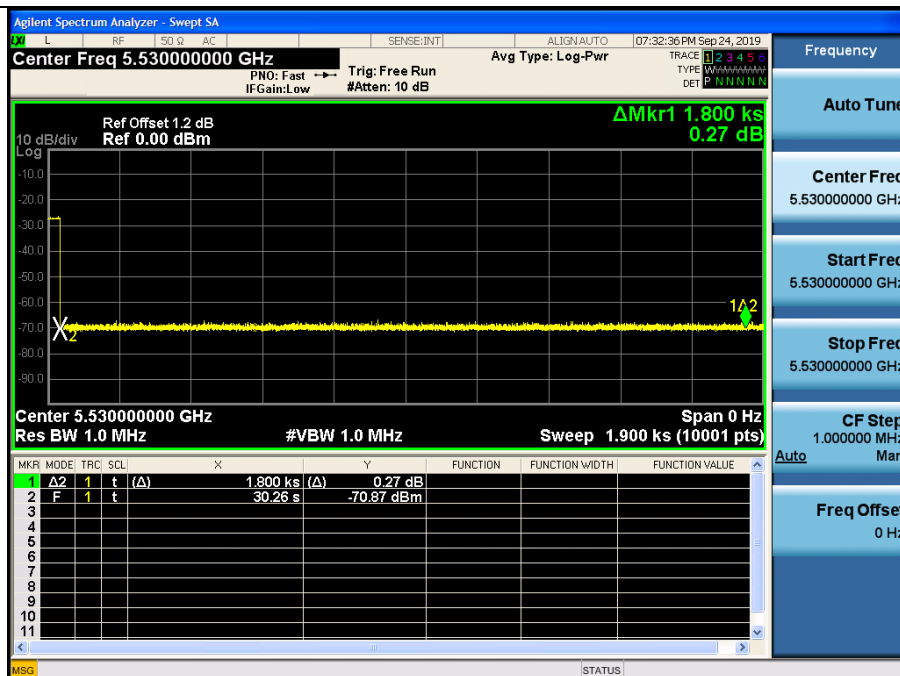 Agilent Spectrum Analyzer - Swept SA
LXI L RF 50 Ω AC SENSE:INT ALIGN AUTO 07:32:36 PM Sep 24, 2019
Center Freq 5.530000000 GHz
PNO: Fast
IFGain:Low
Trig: Free Run
#Atten: 10 dB
Avg Type: Log-Pwr
TRACE 1 2 3 4 5 6
TYPE W
DET P N N N N N
Ref Offset 1.2 dB
Ref 0.00 dBm
ΔMkr1 1.800 ks
0.27 dB
10 dB/div
Log
-10.0
-20.0
-30.0
-40.0
-50.0
-60.0
-70.0
-80.0
-90.0
1Δ2
X2
Center 5.530000000 GHz
Span 0 Hz
Res BW 1.0 MHz
#VBW 1.0 MHz
Sweep 1.900 ks (10001 pts)
MKR MODE TRC SCL X Y FUNCTION FUNCTION WIDTH FUNCTION VALUE
1 Δ2 1 t (Δ) 1.800 ks (Δ) 0.27 dB
2 F 1 t 30.26 s -70.87 dBm
3
4
5
6
7
8
9
10
11
MSG
STATUS
Frequency
Auto Tune
Center Freq
5.530000000 GHz
Start Freq
5.530000000 GHz
Stop Freq
5.530000000 GHz
CF Step
1.000000 MHz
Auto Man
Freq Offset
0 Hz